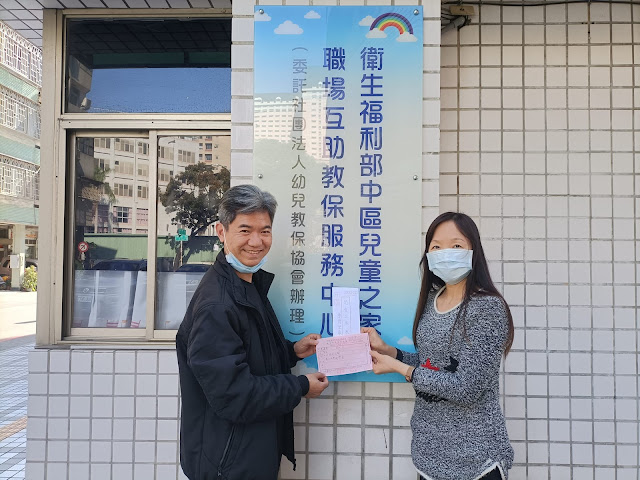 衛生福利部中區兒童之家
職場互助教保服務中心
(委託社團法人幼兒教保協會辦理)